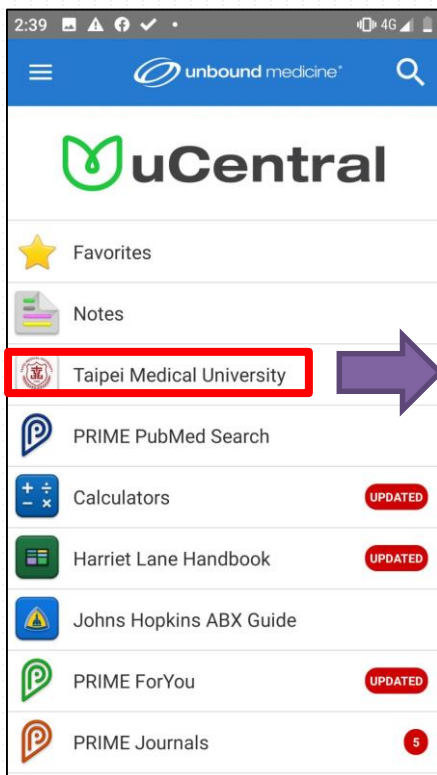 2:39 4G
unbound medicine*
uCentral
Favorites
Notes
Taipei Medical University
PRIME PubMed Search
Calculators UPDATED
Harriet Lane Handbook UPDATED
Johns Hopkins ABX Guide
PRIME ForYou UPDATED
PRIME Journals 5